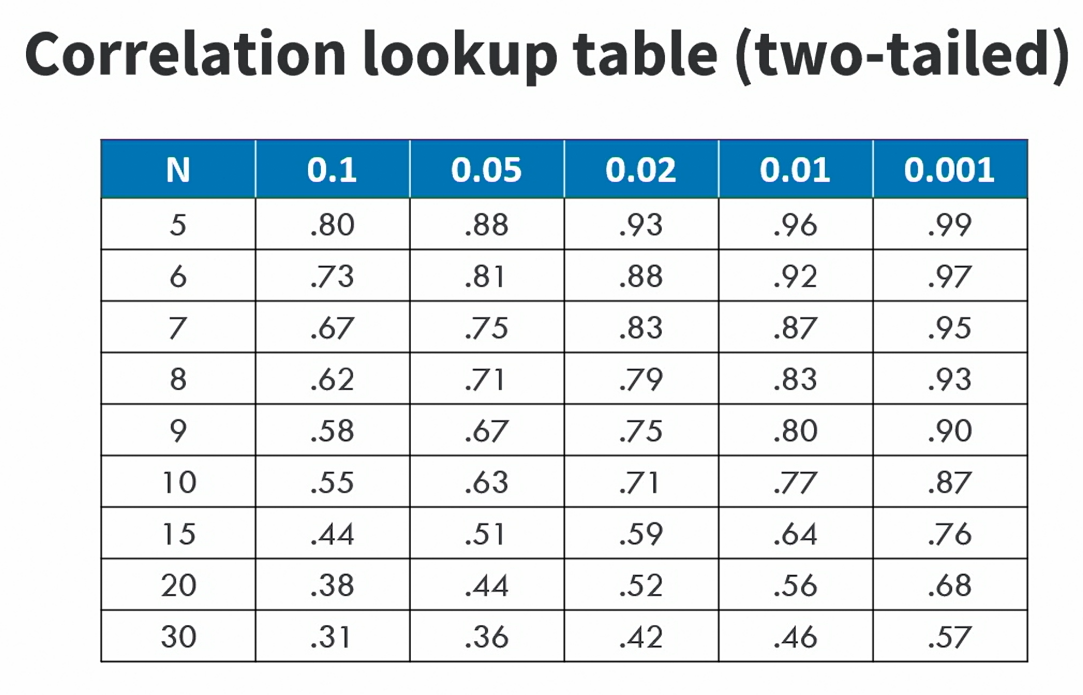 Correlation lookup table (two-tailed)
N 0.1 0.05 0.02 0.01 0.001
5 .80 .88 .93 .96 .99
6 .73 .81 .88 .92 .97
7 .67 .75 .83 .87 .95
8 .62 .71 .79 .83 .93
9 .58 .67 .75 .80 .90
10 .55 .63 .71 .77 .87
15 .44 .51 .59 .64 .76
20 .38 .44 .52 .56 .68
30 .31 .36 .42 .46 .57